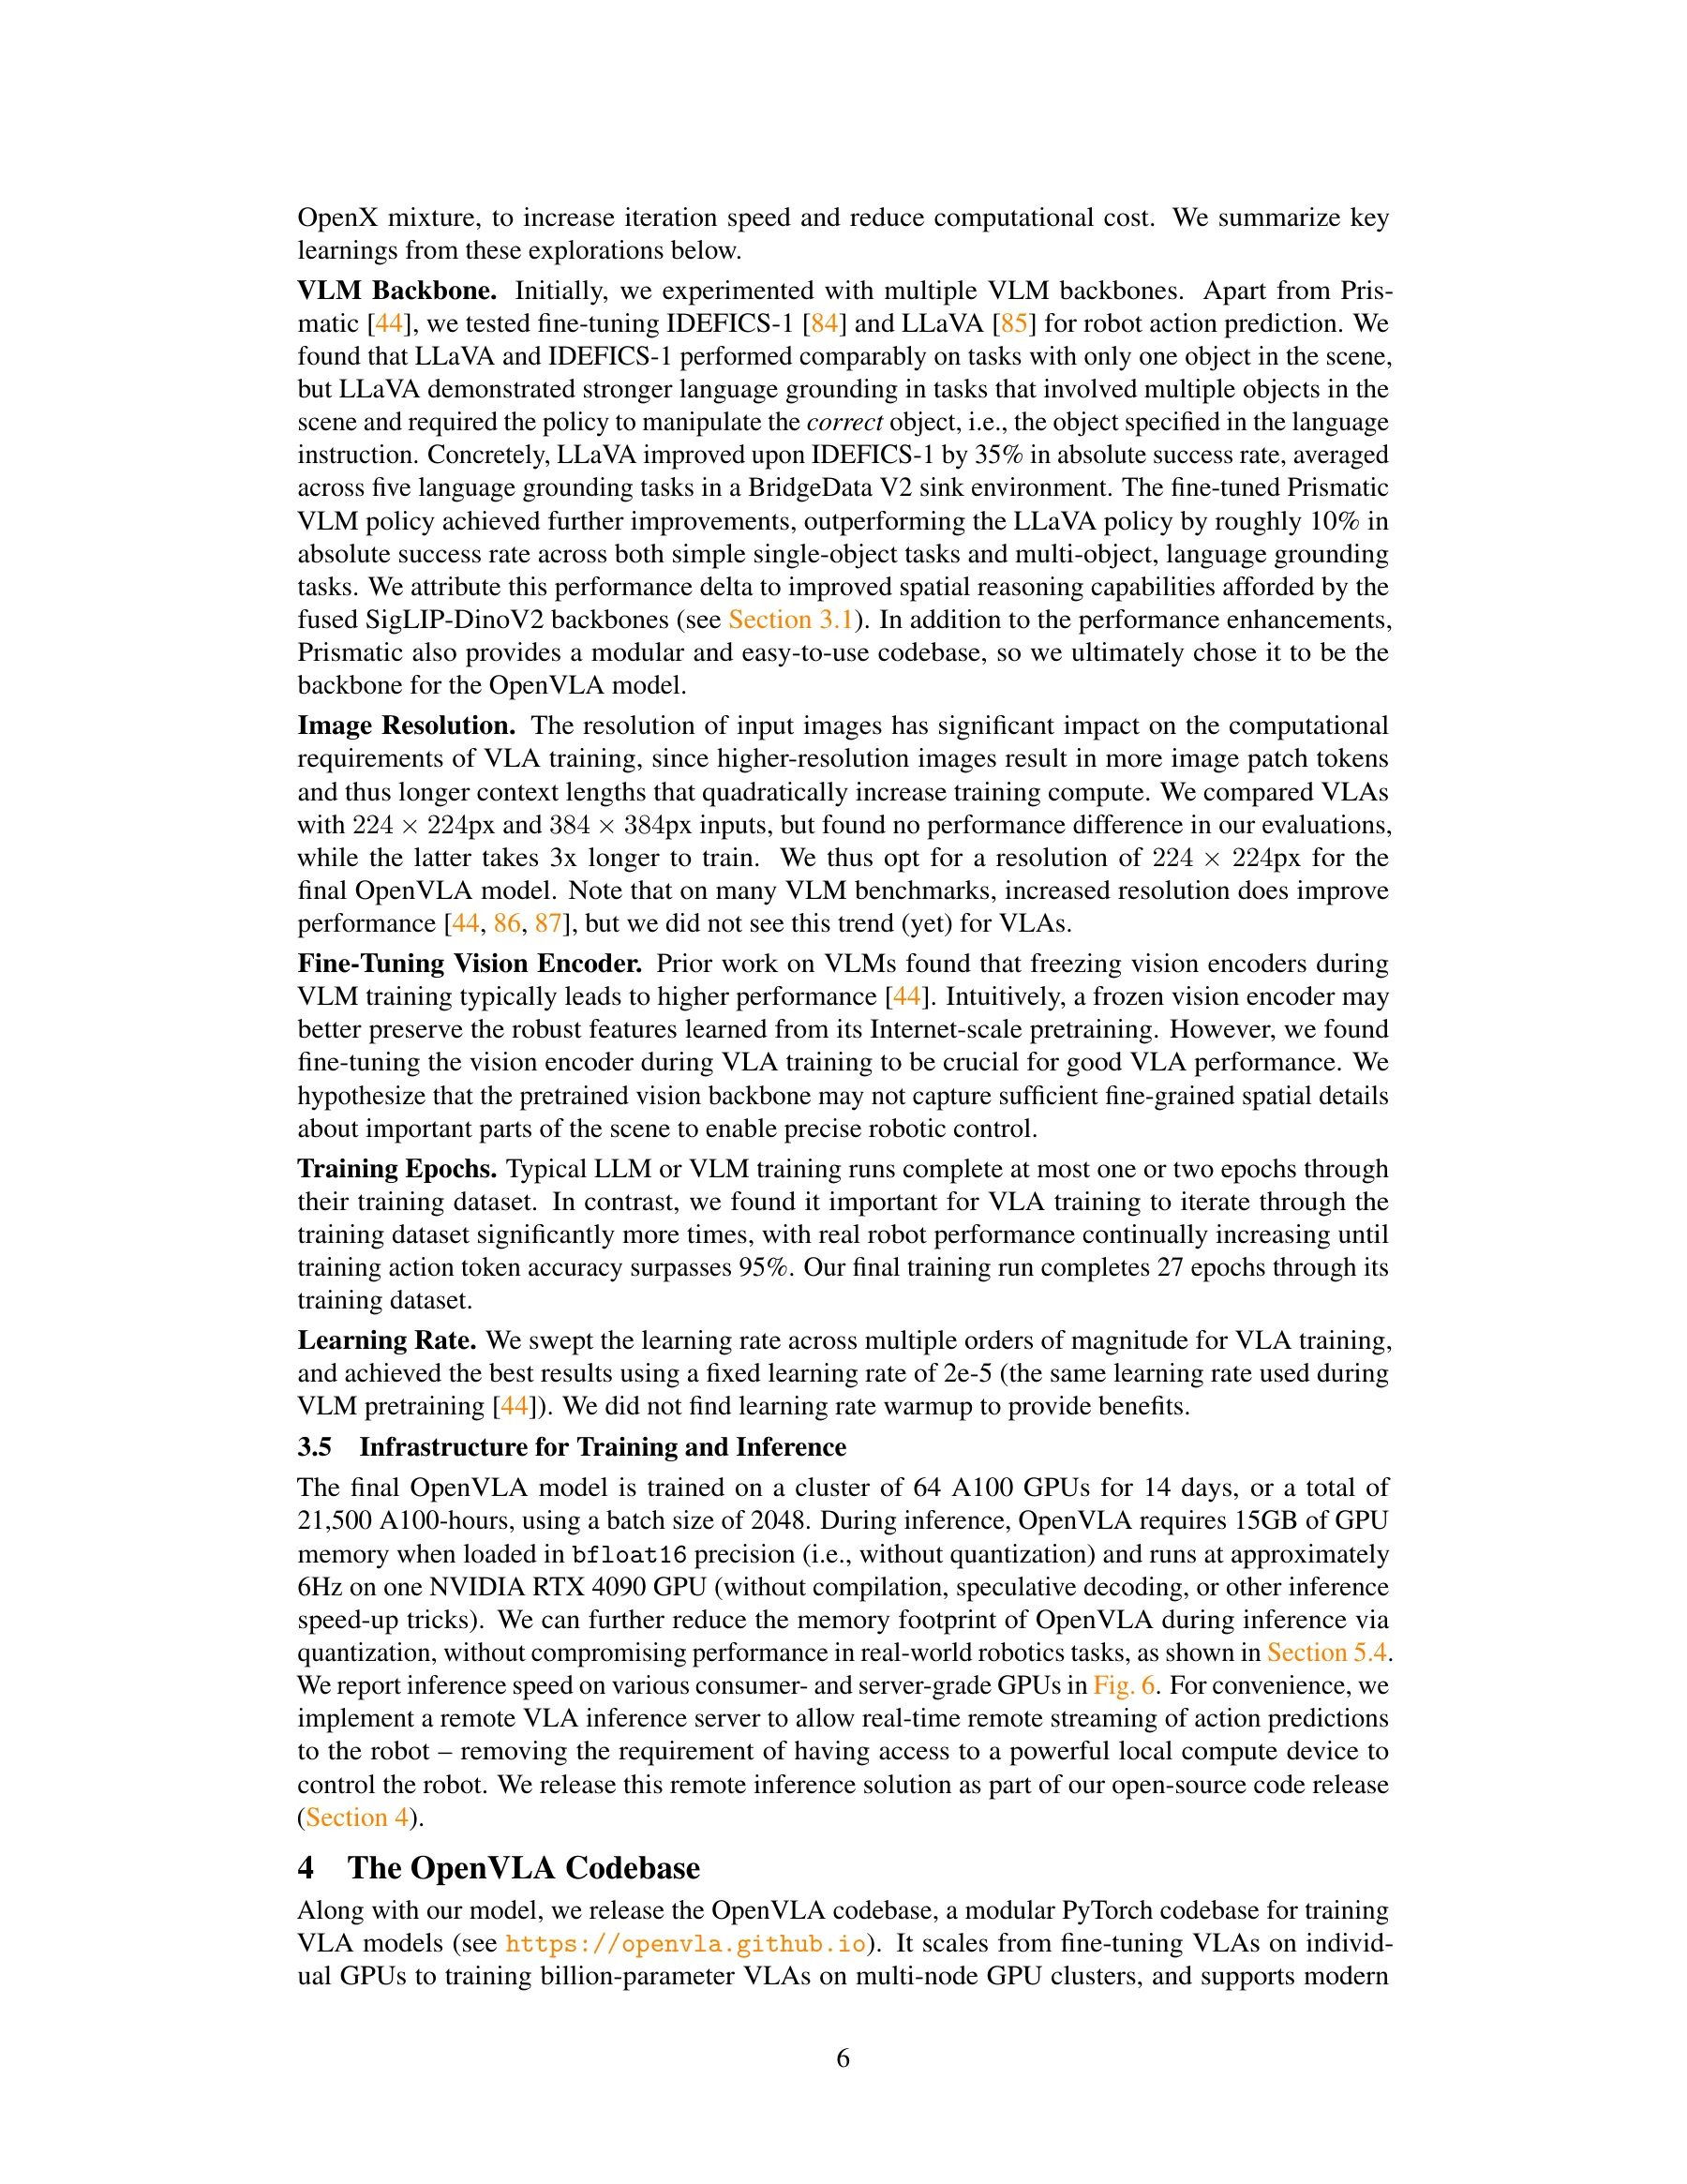 OpenX mixture, to increase iteration speed and reduce computational cost. We summarize key
learnings from these explorations below.
VLM Backbone. Initially, we experimented with multiple VLM backbones. Apart from Pris-
matic [44], we tested fine-tuning IDEFICS-1 [84] and LLaVA [85] for robot action prediction. We
found that LLaVA and IDEFICS-1 performed comparably on tasks with only one object in the scene,
but LLaVA demonstrated stronger language grounding in tasks that involved multiple objects in the
scene and required the policy to manipulate the correct object, i.e., the object specified in the language
instruction. Concretely, LLaVA improved upon IDEFICS-1 by 35% in absolute success rate, averaged
across five language grounding tasks in a BridgeData V2 sink environment. The fine-tuned Prismatic
VLM policy achieved further improvements, outperforming the LLaVA policy by roughly 10% in
absolute success rate across both simple single-object tasks and multi-object, language grounding
tasks. We attribute this performance delta to improved spatial reasoning capabilities afforded by the
fused SigLIP-DinoV2 backbones (see Section 3.1). In addition to the performance enhancements,
Prismatic also provides a modular and easy-to-use codebase, so we ultimately chose it to be the
backbone for the OpenVLA model.
Image Resolution. The resolution of input images has significant impact on the computational
requirements of VLA training, since higher-resolution images result in more image patch tokens
and thus longer context lengths that quadratically increase training compute. We compared VLAs
with 224 × 224px and 384 × 384px inputs, but found no performance difference in our evaluations,
while the latter takes 3x longer to train. We thus opt for a resolution of 224 × 224px for the
final OpenVLA model. Note that on many VLM benchmarks, increased resolution does improve
performance [44, 86, 87], but we did not see this trend (yet) for VLAs.
Fine-Tuning Vision Encoder. Prior work on VLMs found that freezing vision encoders during
VLM training typically leads to higher performance [44]. Intuitively, a frozen vision encoder may
better preserve the robust features learned from its Internet-scale pretraining. However, we found
fine-tuning the vision encoder during VLA training to be crucial for good VLA performance. We
hypothesize that the pretrained vision backbone may not capture sufficient fine-grained spatial details
about important parts of the scene to enable precise robotic control.
Training Epochs. Typical LLM or VLM training runs complete at most one or two epochs through
their training dataset. In contrast, we found it important for VLA training to iterate through the
training dataset significantly more times, with real robot performance continually increasing until
training action token accuracy surpasses 95%. Our final training run completes 27 epochs through its
training dataset.
Learning Rate. We swept the learning rate across multiple orders of magnitude for VLA training,
and achieved the best results using a fixed learning rate of 2e-5 (the same learning rate used during
VLM pretraining [44]). We did not find learning rate warmup to provide benefits.
3.5 Infrastructure for Training and Inference
The final OpenVLA model is trained on a cluster of 64 A100 GPUs for 14 days, or a total of
21,500 A100-hours, using a batch size of 2048. During inference, OpenVLA requires 15GB of GPU
memory when loaded in bfloat16 precision (i.e., without quantization) and runs at approximately
6Hz on one NVIDIA RTX 4090 GPU (without compilation, speculative decoding, or other inference
speed-up tricks). We can further reduce the memory footprint of OpenVLA during inference via
quantization, without compromising performance in real-world robotics tasks, as shown in Section 5.4.
We report inference speed on various consumer- and server-grade GPUs in Fig. 6. For convenience, we
implement a remote VLA inference server to allow real-time remote streaming of action predictions
to the robot – removing the requirement of having access to a powerful local compute device to
control the robot. We release this remote inference solution as part of our open-source code release
(Section 4).
4 The OpenVLA Codebase
Along with our model, we release the OpenVLA codebase, a modular PyTorch codebase for training
VLA models (see https://openvla.github.io). It scales from fine-tuning VLAs on individ-
ual GPUs to training billion-parameter VLAs on multi-node GPU clusters, and supports modern
6